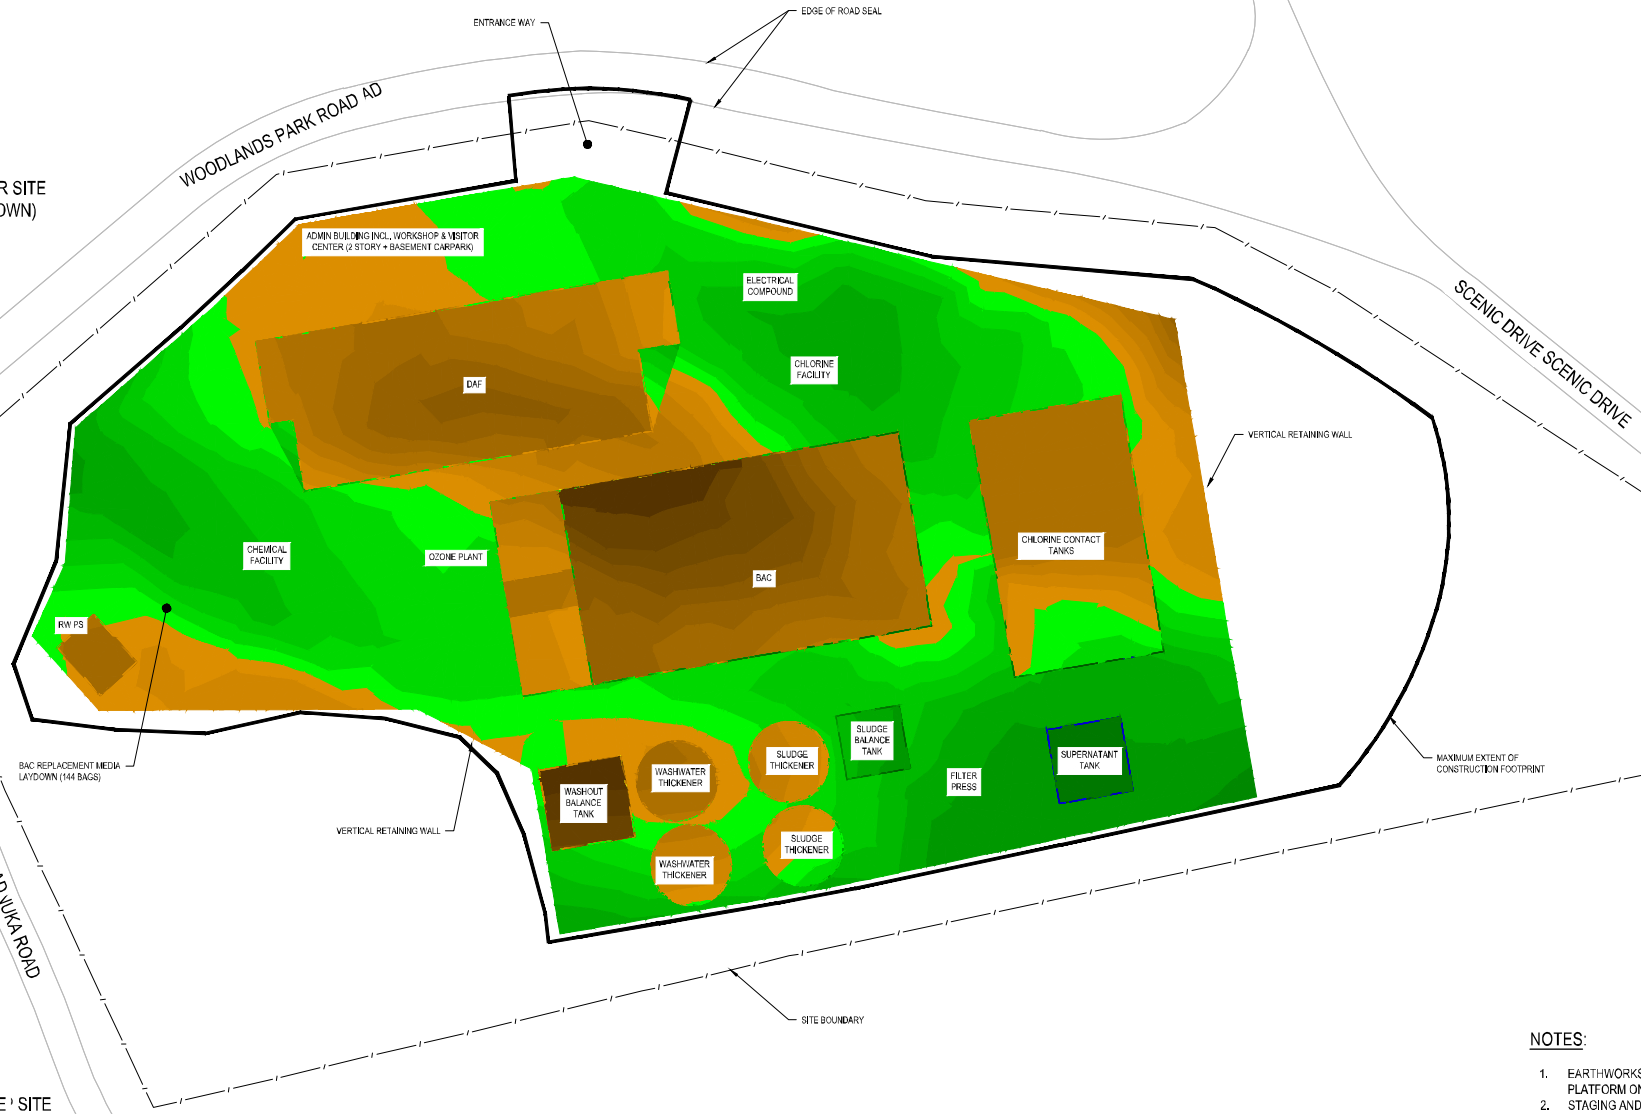 ENTRANCE WAY
EDGE OF ROAD SEAL
WOODLANDS PARK ROAD AD
R SITE
OWN)
ADMIN BUILDING INCL, WORKSHOP & VISITOR
CENTER (2 STORY + BASEMENT CARPARK)
ELECTRICAL
COMPOUND
SCENIC DRIVE SCENIC DRIVE
CHLORINE
FACILITY
DAF
VERTICAL RETAINING WALL
CHEMICAL
FACILITY
OZONE PLANT
CHLORINE CONTACT
TANKS
BAC
RW PS
BAC REPLACEMENT MEDIA
LAYDOWN (144 BAGS)
SLUDGE
BALANCE
TANK
SLUDGE
THICKENER
WASHWATER
THICKENER
SUPERNATANT
TANK
FILTER
PRESS
MAXIMUM EXTENT OF
CONSTRUCTION FOOTPRINT
WASHOUT
BALANCE
TANK
VERTICAL RETAINING WALL
SLUDGE
THICKENER
WASHWATER
THICKENER
NUKA ROAD
SITE BOUNDARY
NOTES:
1. EARTHWORKS
PLATFORM ON
2. STAGING AND
SITE